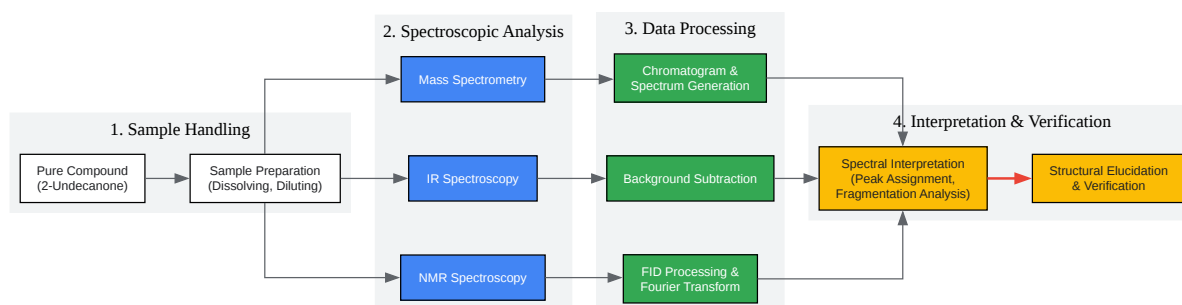 1. Sample Handling
Pure Compound
(2-Undecanone)
Sample Preparation
(Dissolving, Diluting)
2. Spectroscopic Analysis
Mass Spectrometry
IR Spectroscopy
NMR Spectroscopy
3. Data Processing
Chromatogram &
Spectrum Generation
Background Subtraction
FID Processing &
Fourier Transform
4. Interpretation & Verification
Spectral Interpretation
(Peak Assignment,
Fragmentation Analysis)
Structural Elucidation
& Verification